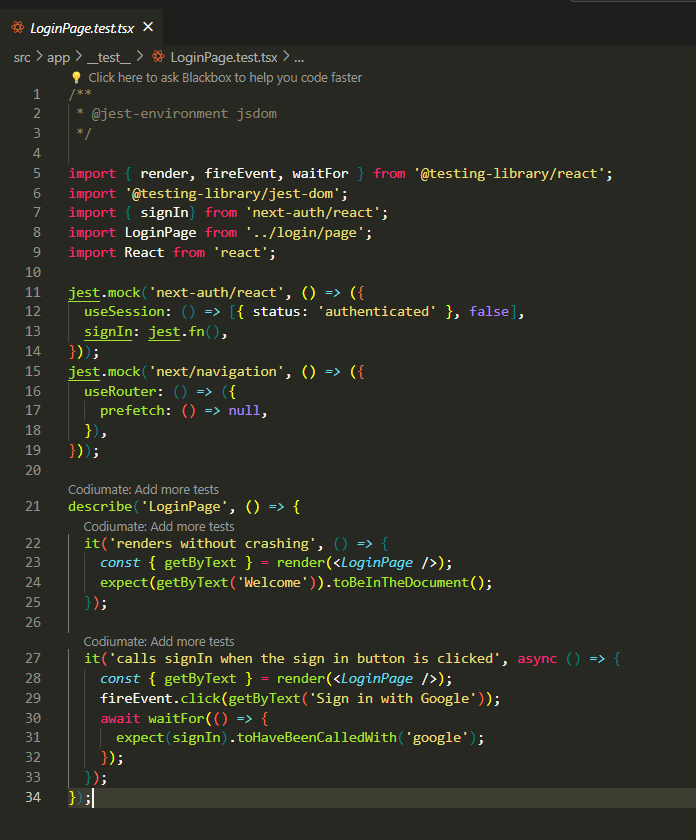 LoginPage.test.tsx ×
src > app > __test__ > LoginPage.test.tsx > ...
Click here to ask Blackbox to help you code faster
1 /**
2  * @jest-environment jsdom
3  */
4
5 import { render, fireEvent, waitFor } from '@testing-library/react';
6 import '@testing-library/jest-dom';
7 import { signIn} from 'next-auth/react';
8 import LoginPage from '../login/page';
9 import React from 'react';
10
11 jest.mock('next-auth/react', () => ({
12   useSession: () => [{ status: 'authenticated' }, false],
13   signIn: jest.fn(),
14 }));
15 jest.mock('next/navigation', () => ({
16   useRouter: () => ({
17     prefetch: () => null,
18   }),
19 }));
20
Codiumate: Add more tests
21 describe('LoginPage', () => {
Codiumate: Add more tests
22   it('renders without crashing', () => {
23     const { getByText } = render(<LoginPage />);
24     expect(getByText('Welcome')).toBeInTheDocument();
25   });
26
Codiumate: Add more tests
27   it('calls signIn when the sign in button is clicked', async () => {
28     const { getByText } = render(<LoginPage />);
29     fireEvent.click(getByText('Sign in with Google'));
30     await waitFor(() => {
31       expect(signIn).toHaveBeenCalledWith('google');
32     });
33   });
34 });